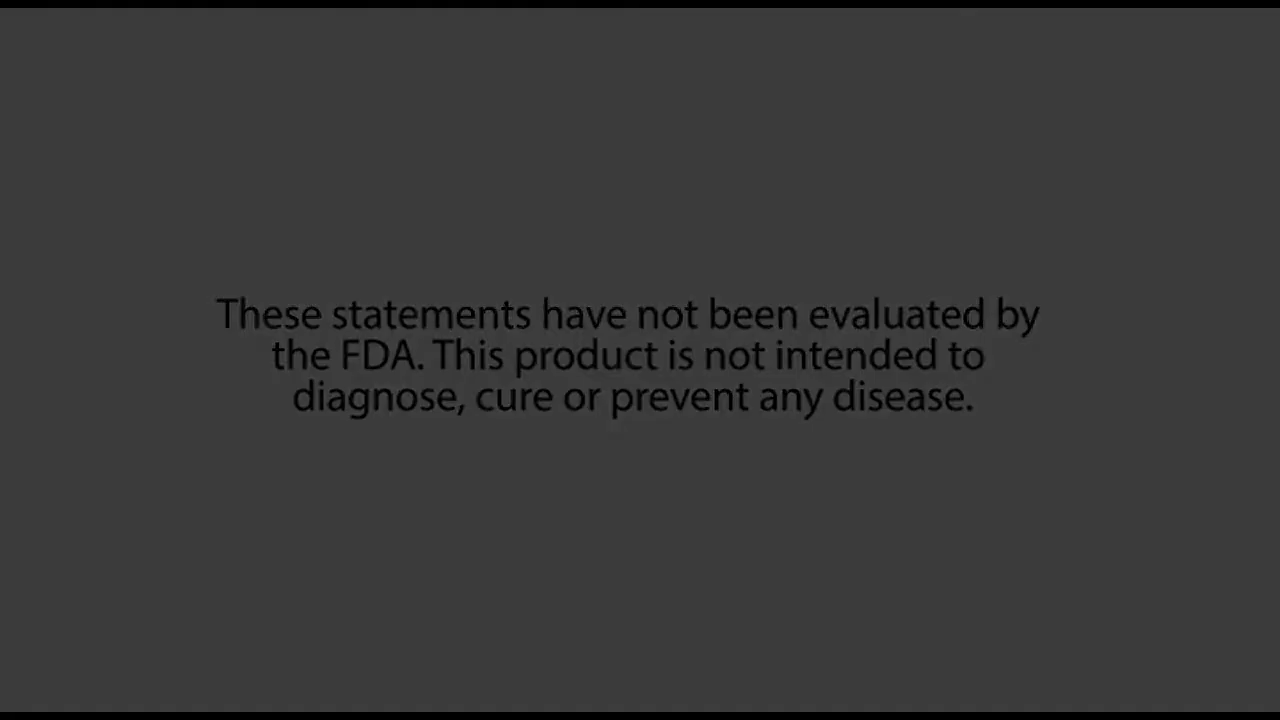 These statements have not been evaluated by
the FDA. This product is not intended to
diagnose, cure or prevent any disease.